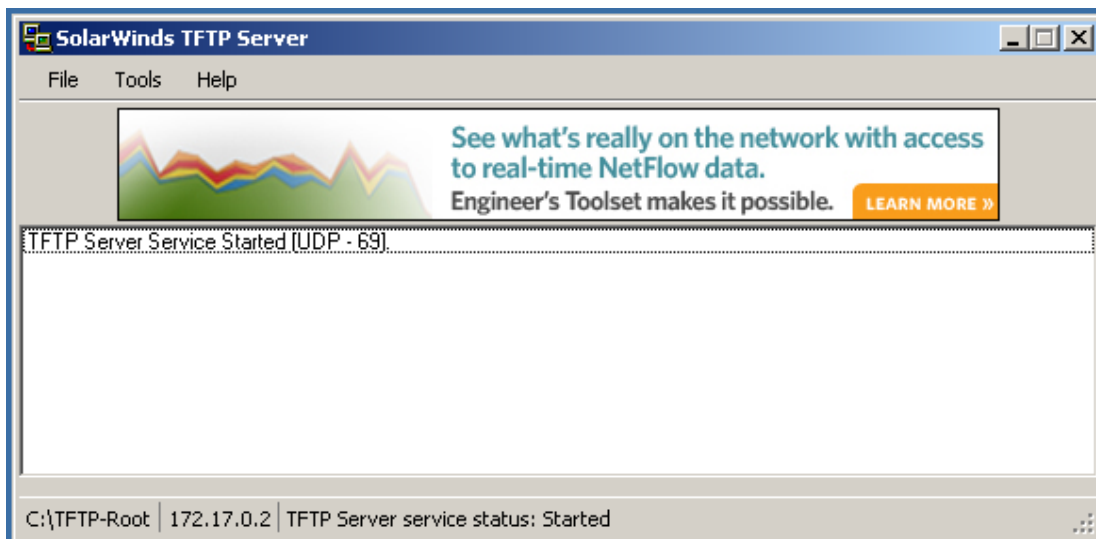 SolarWinds TFTP Server
File Tools Help
See what's really on the network with access
to real-time NetFlow data.
Engineer's Toolset makes it possible. LEARN MORE »
TFTP Server Service Started [UDP - 69].
C:\TFTP-Root 172.17.0.2 TFTP Server service status: Started